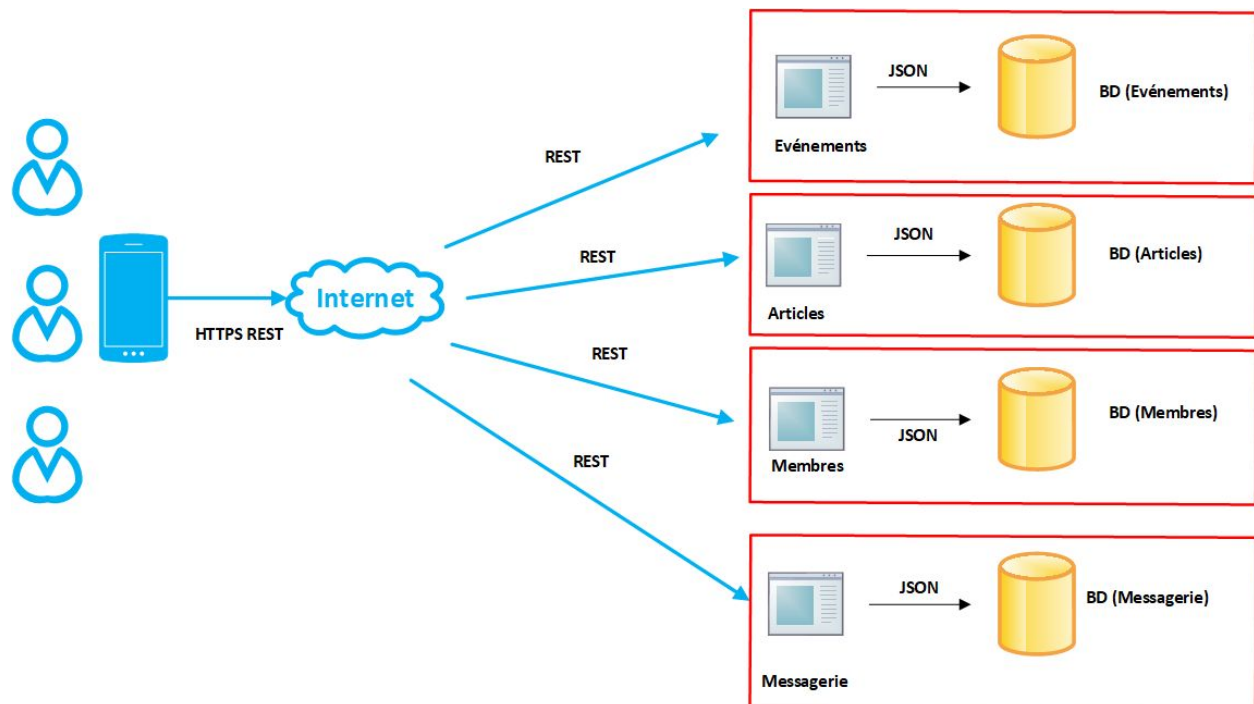 JSON
BD (Evénements)
Evénements
REST
JSON
BD (Articles)
REST
Articles
Internet
HTTPS REST
REST
JSON
BD (Membres)
Membres
REST
JSON
BD (Messagerie)
Messagerie